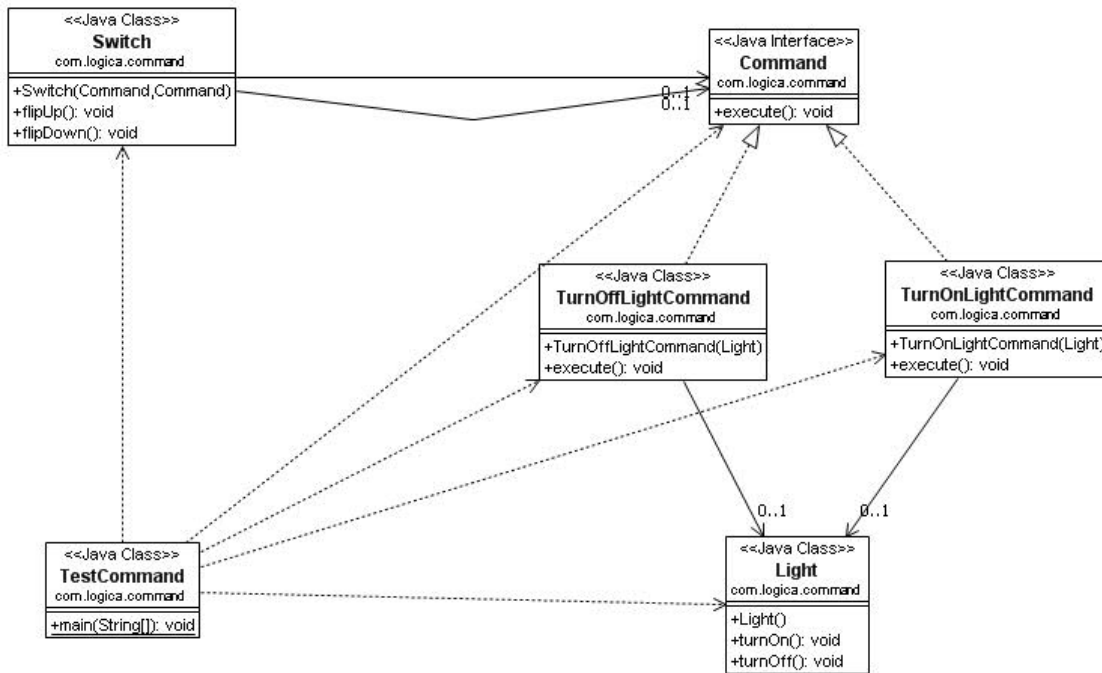 <<Java Class>>
Switch
com.logica.command
+Switch(Command,Command)
+flipUp(): void
+flipDown(): void
<<Java Interface>>
Command
com.logica.command
+execute(): void
0..1
0..1
<<Java Class>>
TurnOffLightCommand
com.logica.command
+TurnOffLightCommand(Light)
+execute(): void
<<Java Class>>
TurnOnLightCommand
com.logica.command
+TurnOnLightCommand(Light)
+execute(): void
0..1
0..1
<<Java Class>>
TestCommand
com.logica.command
+main(String[]): void
<<Java Class>>
Light
com.logica.command
+Light()
+turnOn(): void
+turnOff(): void